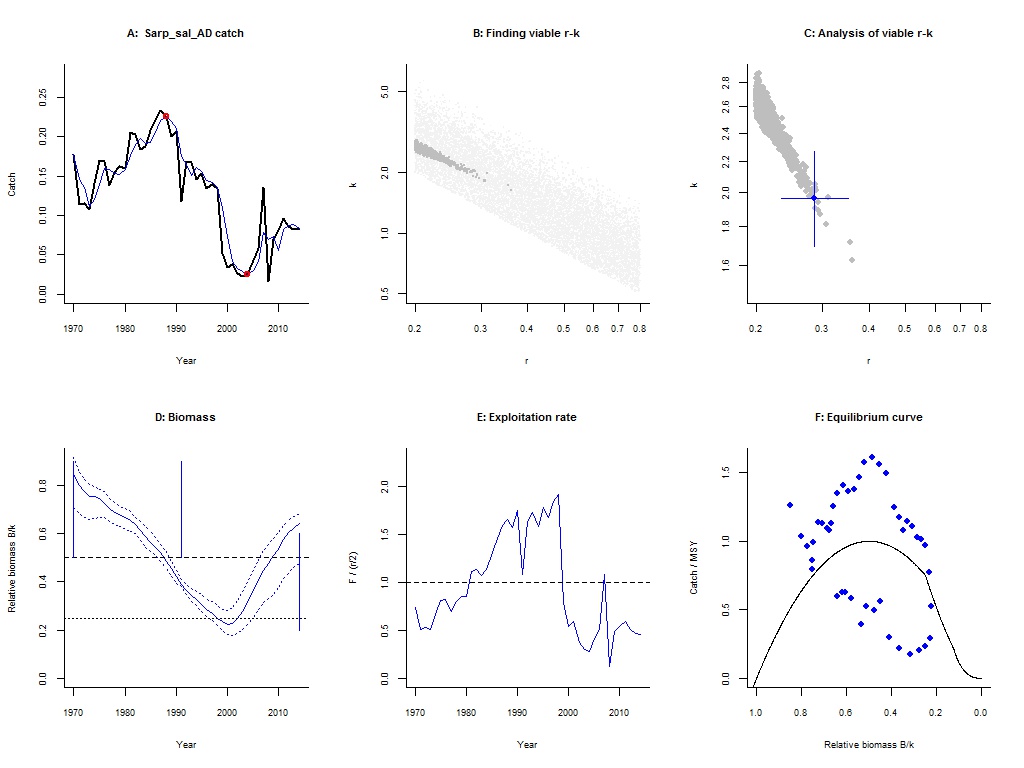 A: Sarp_sal_AD catch
Catch
0.00 0.05 0.10 0.15 0.20 0.25
1970 1980 1990 2000 2010
Year
B: Finding viable r-k
k
0.5 1.0 2.0 5.0
0.2 0.3 0.4 0.5 0.6 0.7 0.8
r
C: Analysis of viable r-k
k
1.6 1.8 2.0 2.2 2.4 2.6 2.8
0.2 0.3 0.4 0.5 0.6 0.7 0.8
r
D: Biomass
Relative biomass B/k
0.0 0.2 0.4 0.6 0.8
1970 1980 1990 2000 2010
Year
E: Exploitation rate
F / (r/2)
0.0 0.5 1.0 1.5 2.0
1970 1980 1990 2000 2010
Year
F: Equilibrium curve
Catch / MSY
0.0 0.5 1.0 1.5
1.0 0.8 0.6 0.4 0.2 0.0
Relative biomass B/k